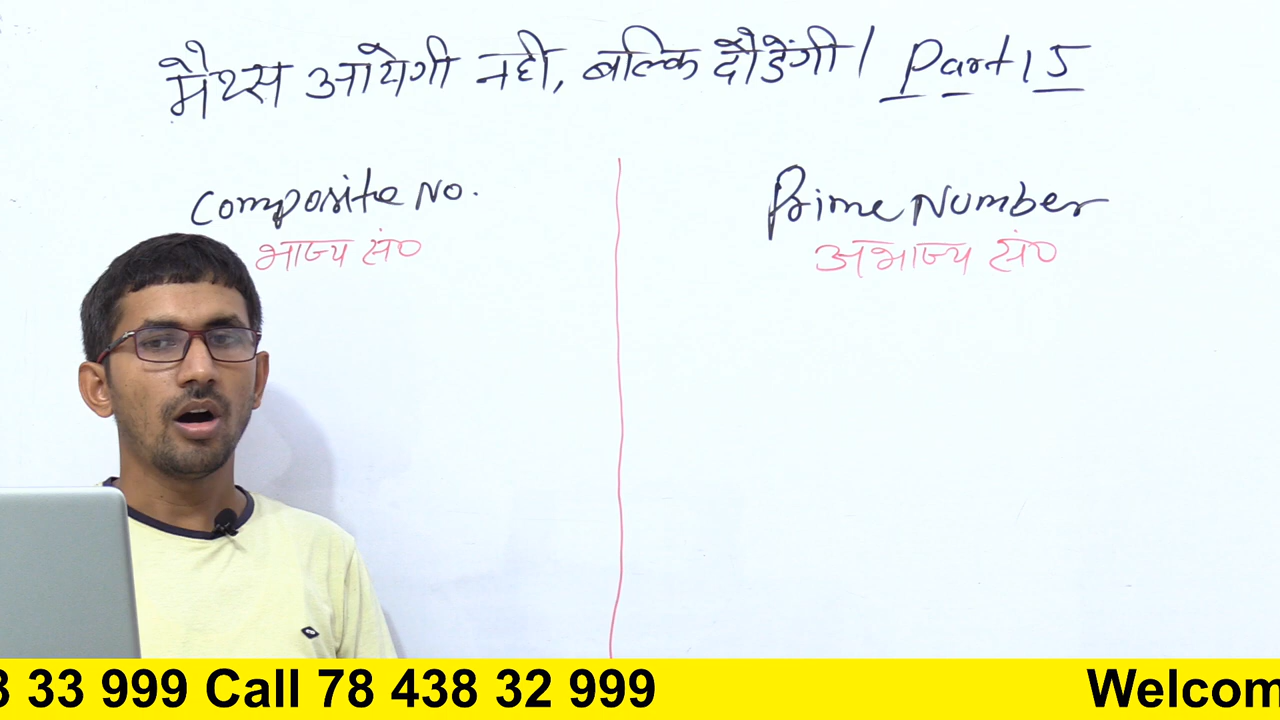 मैथ्स आयेगी नही, बल्कि दौडेंगी। Part 15
Composite No.
भाज्य सं०
Prime Number
अभाज्य सं०
3 33 999 Call 78 438 32 999
Welcom